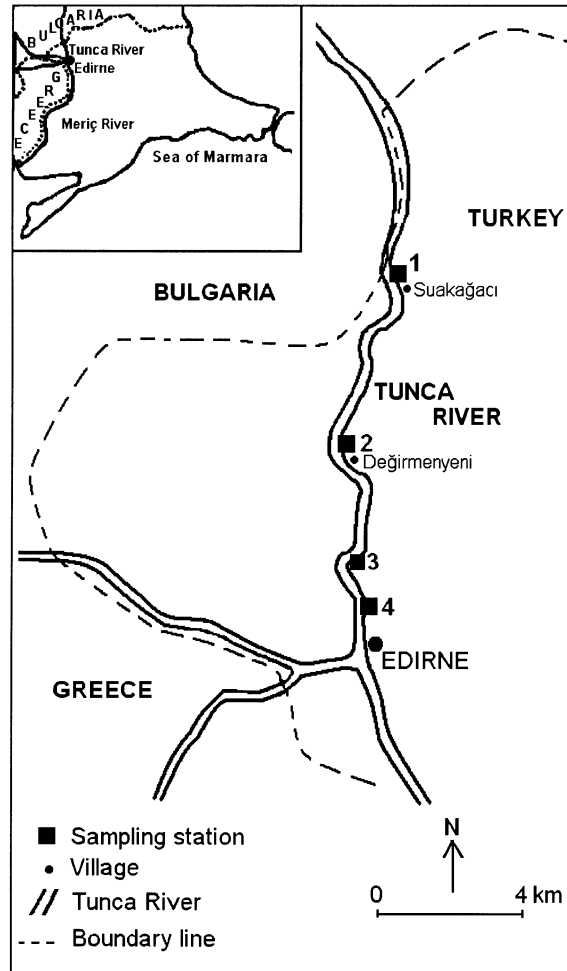 BULGARIA
Tunca River
Edirne
GREECE
Meriç River
Sea of Marmara
TURKEY
1
Suakağacı
BULGARIA
TUNCA
RIVER
2
Değirmenyeni
3
4
EDIRNE
GREECE
Sampling station
Village
Tunca River
Boundary line
N
0 4 km